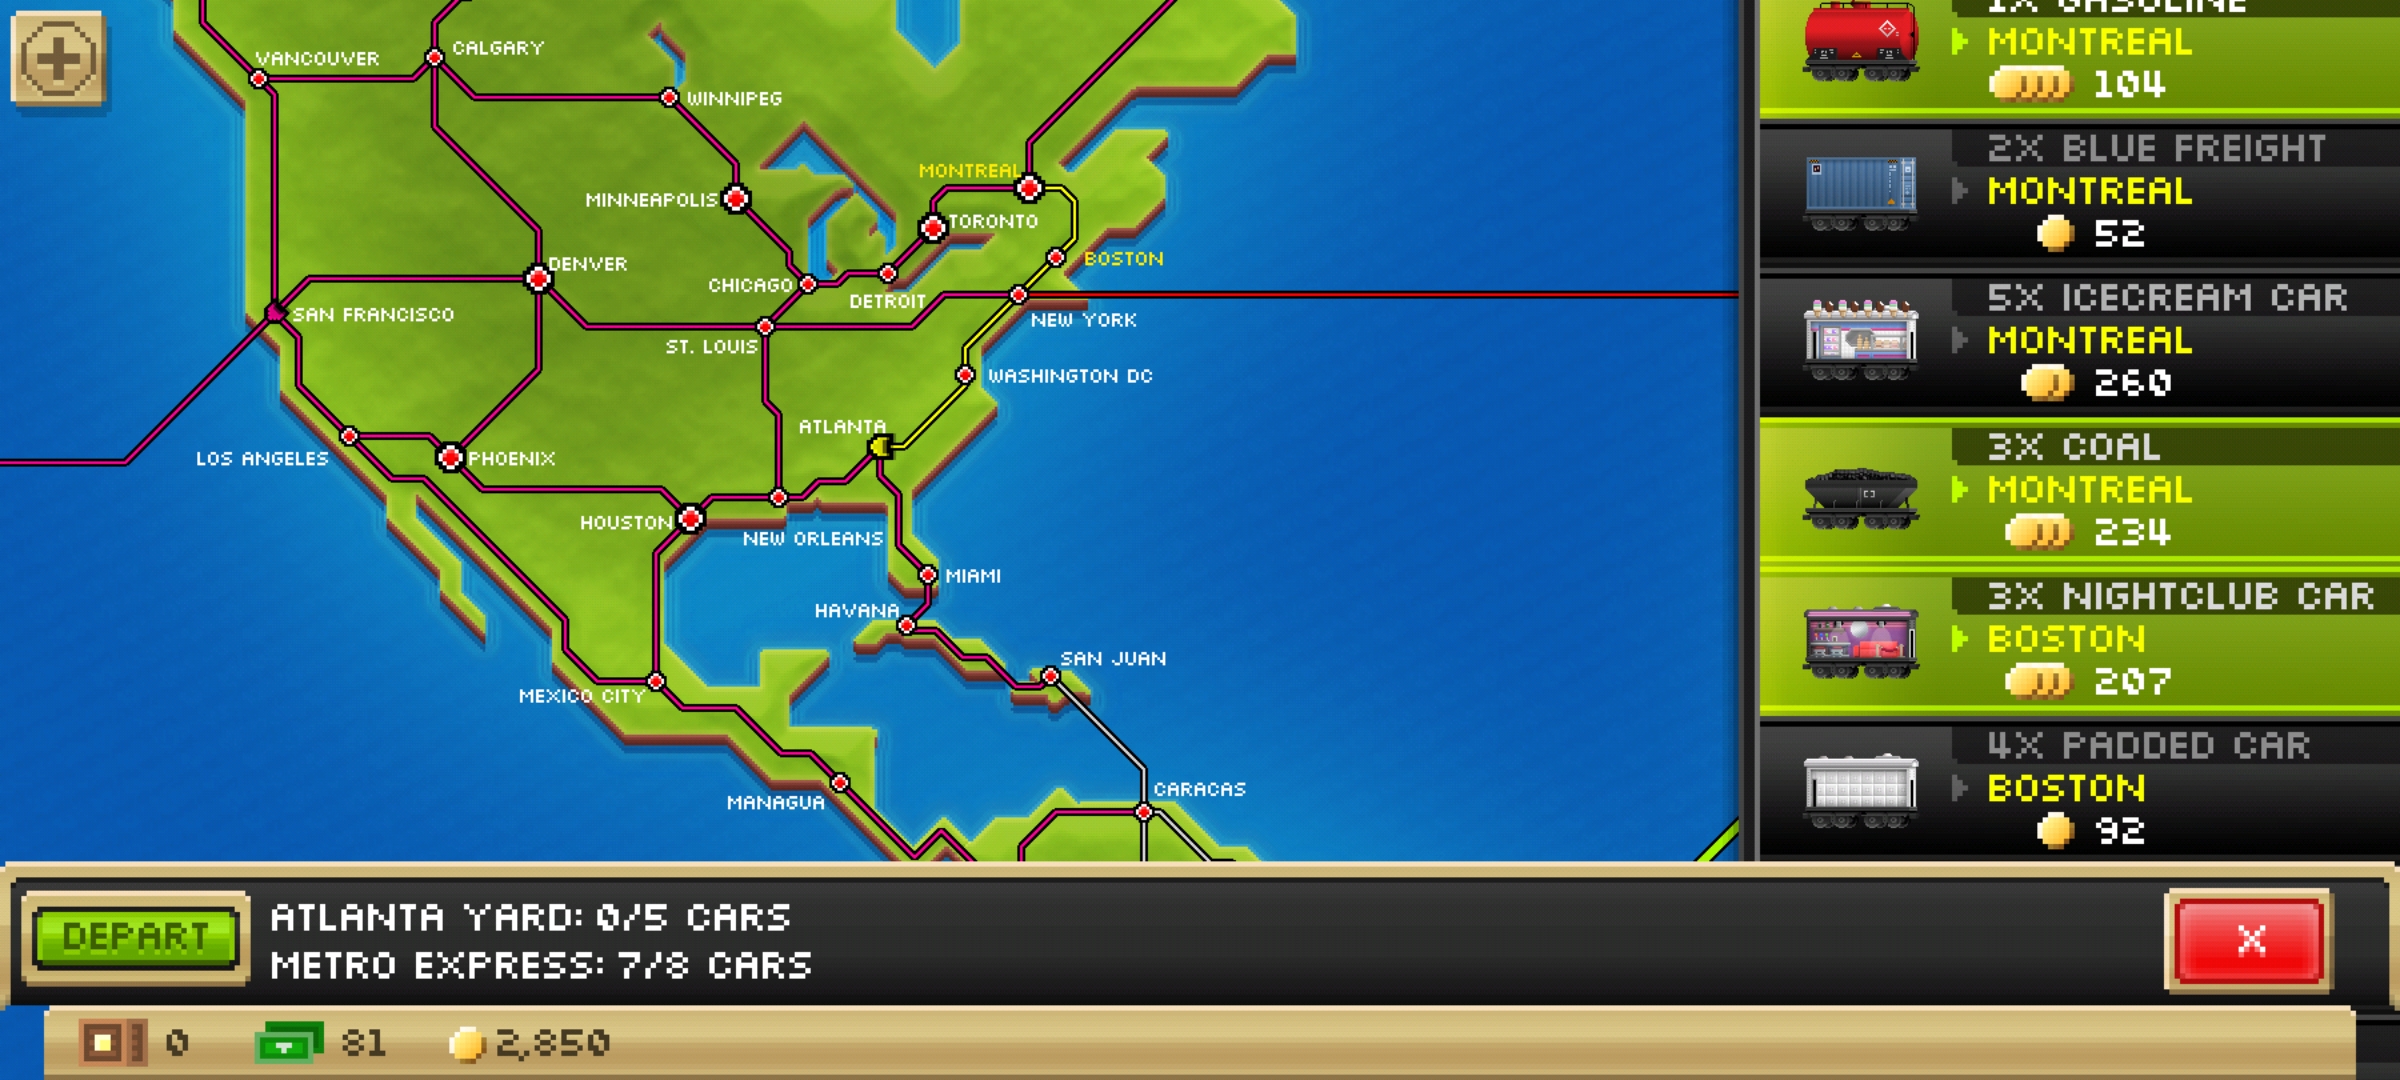 VANCOUVER
CALGARY
WINNIPEG
MONTREAL
MINNEAPOLIS
TORONTO
DENVER
BOSTON
CHICAGO
DETROIT
SAN FRANCISCO
NEW YORK
ST. LOUIS
WASHINGTON DC
ATLANTA
LOS ANGELES
PHOENIX
HOUSTON
NEW ORLEANS
MIAMI
HAVANA
SAN JUAN
MEXICO CITY
CARACAS
MANAGUA
1X GASOLINE
MONTREAL
104
2X BLUE FREIGHT
MONTREAL
52
5X ICECREAM CAR
MONTREAL
260
3X COAL
MONTREAL
234
3X NIGHTCLUB CAR
BOSTON
207
4X PADDED CAR
BOSTON
92
DEPART
ATLANTA YARD: 0/5 CARS
METRO EXPRESS: 7/8 CARS
X
0
81
2,850